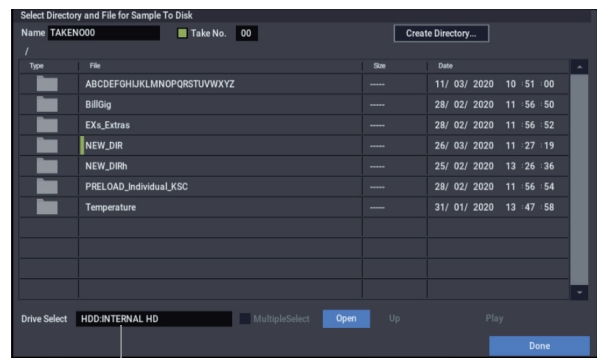 Select Directory and File for Sample To Disk
Name TAKENO00 Take No. 00 Create Directory...
/
Type File Size Date
ABCDEFGHIJKLMNOPQRSTUVWXYZ ----- 11/ 03/ 2020 10 :51 :00
BillGig ----- 28/ 02/ 2020 11 :56 :50
EXs_Extras ----- 28/ 02/ 2020 11 :56 :52
NEW_DIR ----- 26/ 03/ 2020 11 :27 :19
NEW_DIRh ----- 25/ 02/ 2020 13 :26 :36
PRELOAD_Individual_KSC ----- 28/ 02/ 2020 11 :56 :54
Temperature ----- 31/ 01/ 2020 13 :47 :58
Drive Select HDD:INTERNAL HD MultipleSelect Open Up Play
Done